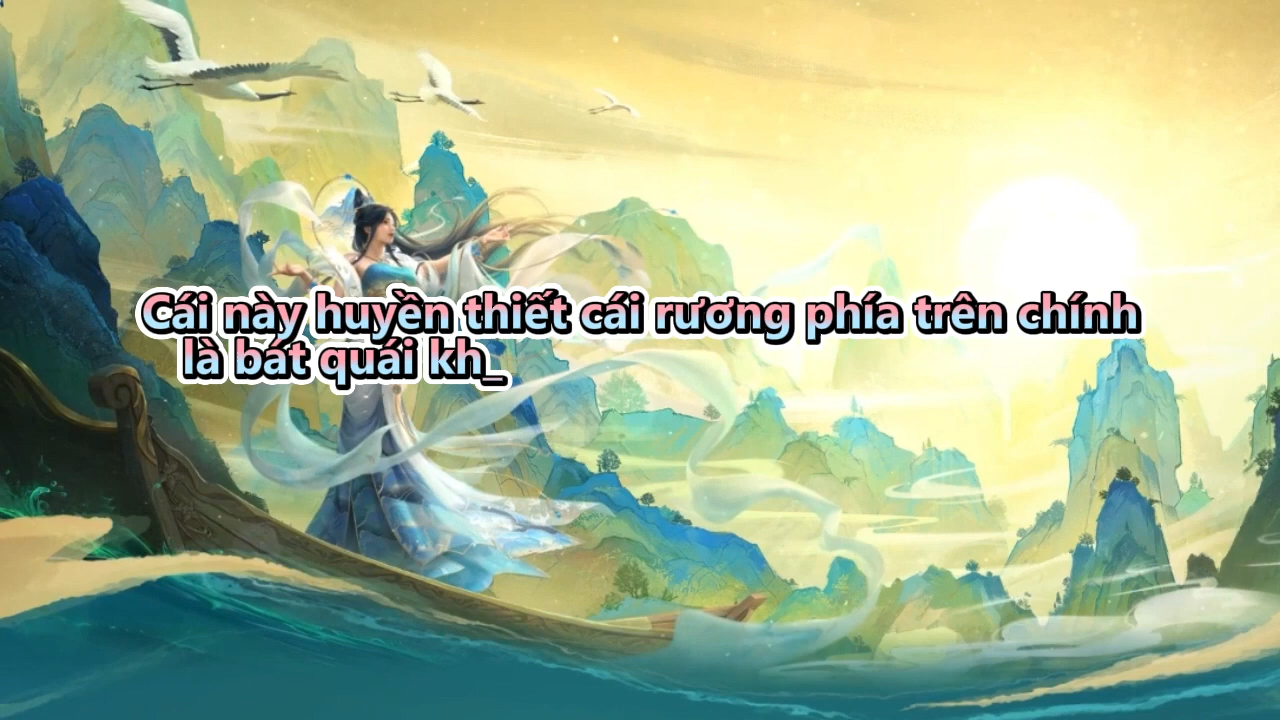 Cái này huyền thiết cái rương phía trên chính
là bát quái kh_